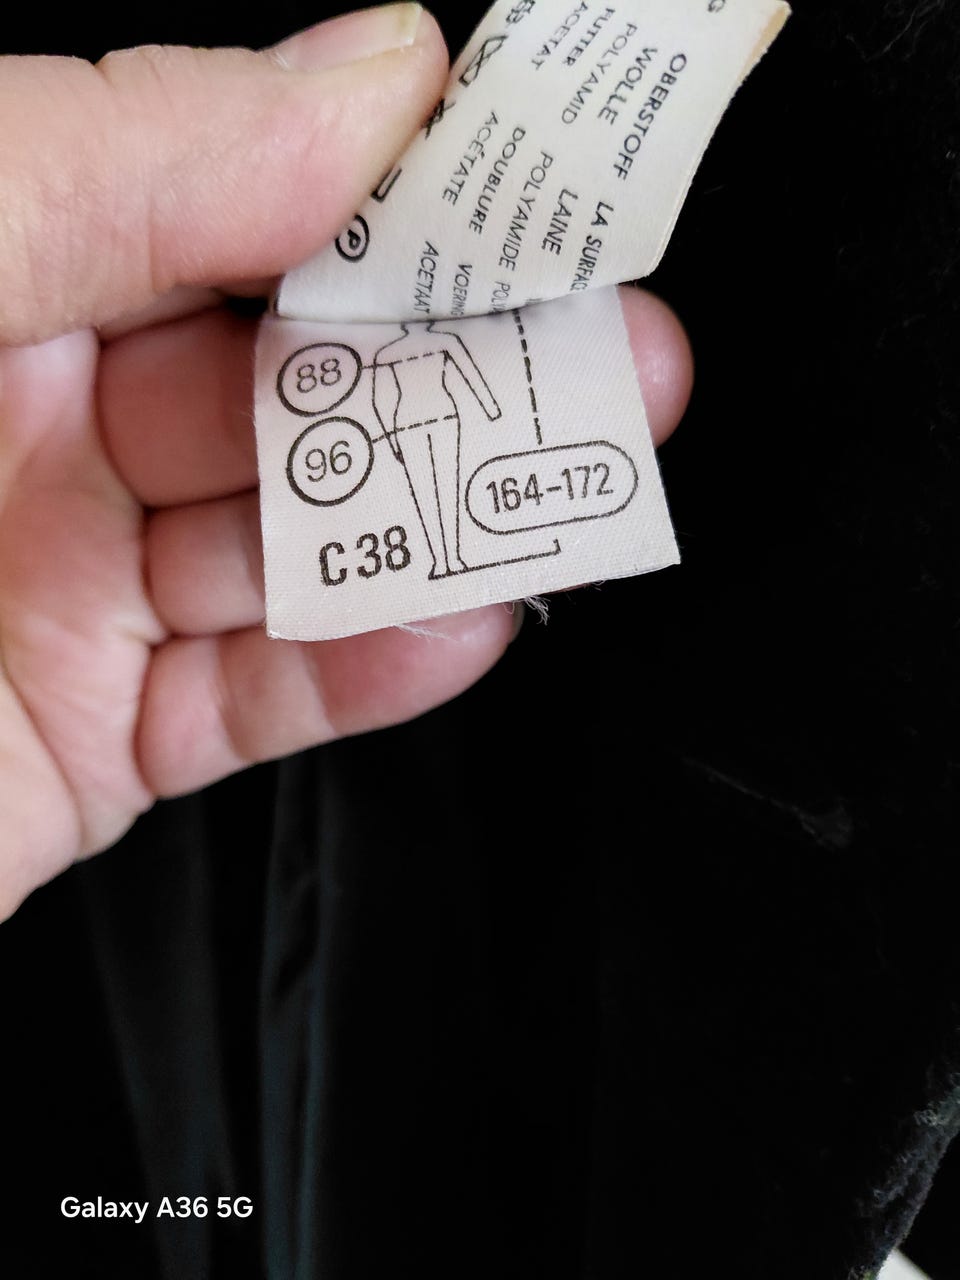 OBERSTOFF LA SURFAC
WOLLE LAINE
POLYAMID POLYAMIDE
FUTTER DOUBLURE VOERING
ACETAT ACÉTATE ACETAAT
P
88
96
164-172
C38
Galaxy A36 5G